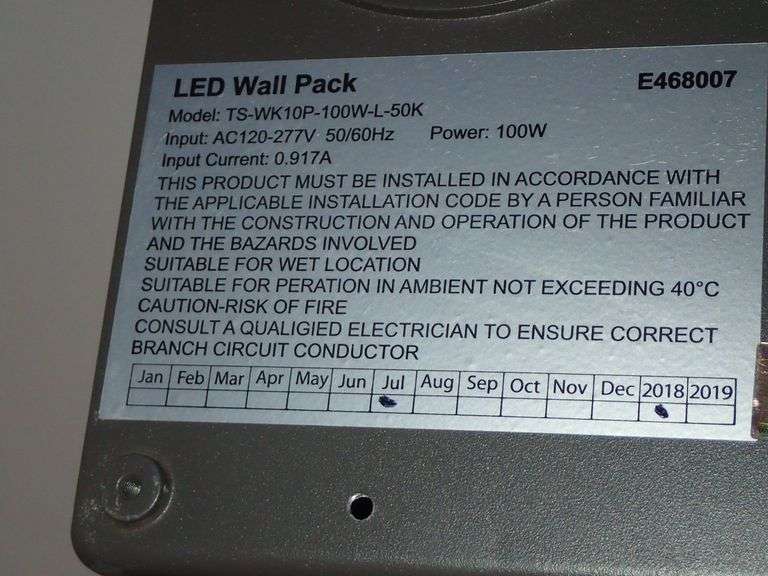 LED Wall Pack E468007
Model: TS-WK10P-100W-L-50K
Input: AC120-277V 50/60Hz Power: 100W
Input Current: 0.917A
THIS PRODUCT MUST BE INSTALLED IN ACCORDANCE WITH
THE APPLICABLE INSTALLATION CODE BY A PERSON FAMILIAR
WITH THE CONSTRUCTION AND OPERATION OF THE PRODUCT
AND THE BAZARDS INVOLVED
SUITABLE FOR WET LOCATION
SUITABLE FOR PERATION IN AMBIENT NOT EXCEEDING 40°C
CAUTION-RISK OF FIRE
CONSULT A QUALIGIED ELECTRICIAN TO ENSURE CORRECT
BRANCH CIRCUIT CONDUCTOR
Jan Feb Mar Apr May Jun Jul Aug Sep Oct Nov Dec 2018 2019